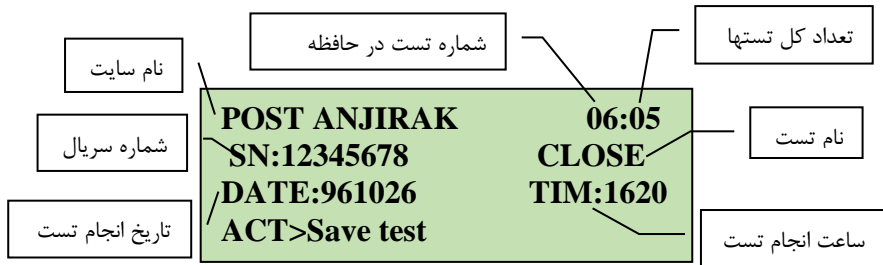 تعداد کل تستها
شماره تست در حافظه
نام سایت
POST ANJIRAK 06:05
نام تست
شماره سریال
SN:12345678 CLOSE
DATE:961026 TIM:1620
تاریخ انجام تست
ACT>Save test
ساعت انجام تست